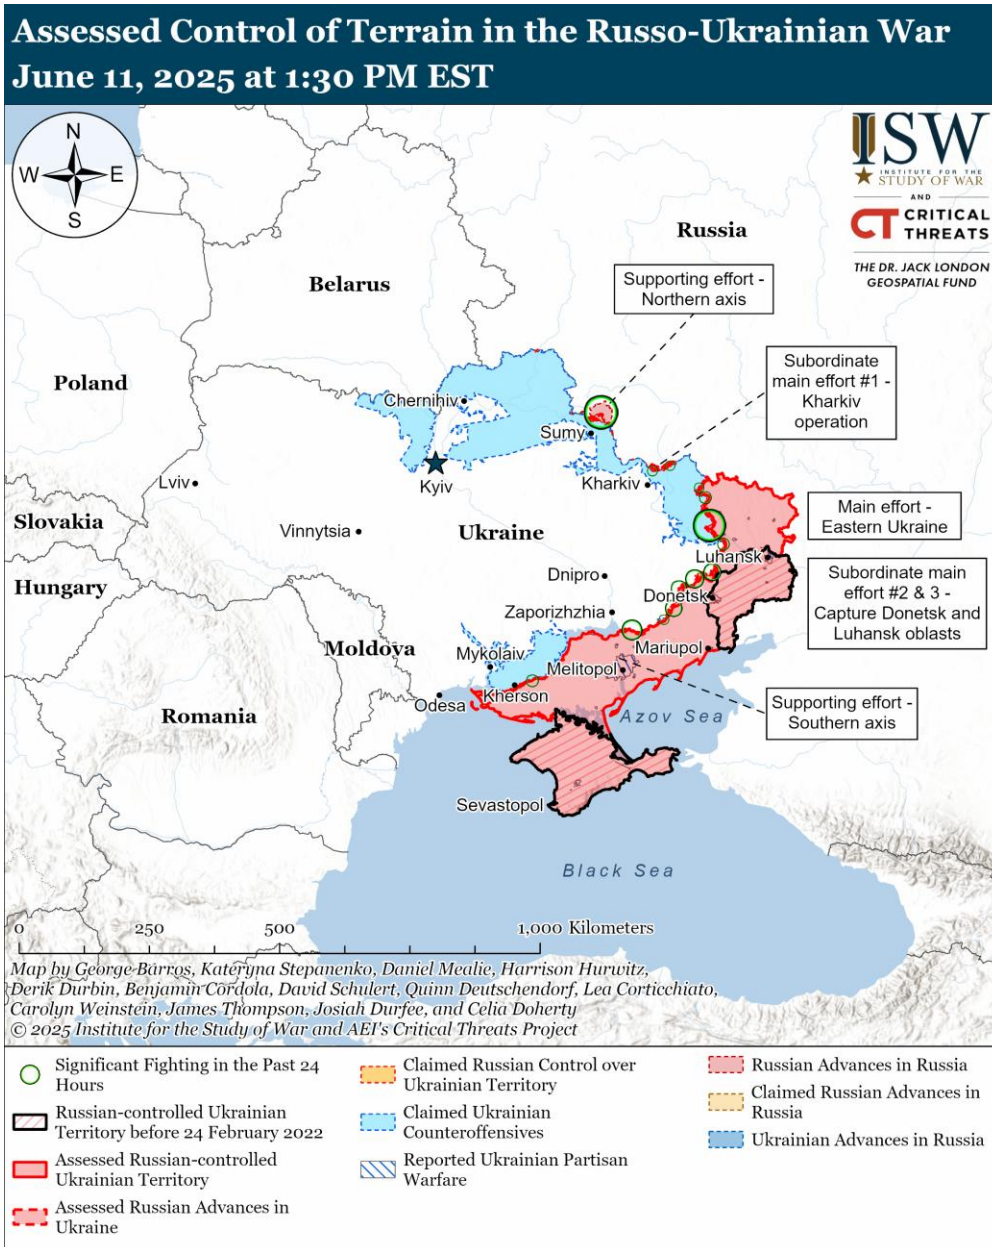 Assessed Control of Terrain in the Russo-Ukrainian War
June 11, 2025 at 1:30 PM EST
N
W
E
S
ISW
INSTITUTE FOR THE
STUDY OF WAR
AND
CT CRITICAL
THREATS
THE DR. JACK LONDON
GEOSPATIAL FUND
Russia
Supporting effort -
Northern axis
Belarus
Subordinate
main effort #1 -
Kharkiv
operation
Poland
Chernihiv
Sumy
Kyiv
Lviv
Kharkiv
Slovakia
Vinnytsia
Ukraine
Main effort -
Eastern Ukraine
Luhansk
Hungary
Dnipro
Donetsk
Subordinate main
effort #2 & 3 -
Capture Donetsk and
Luhansk oblasts
Zaporizhzhia
Moldova
Mykolaiv
Mariupol
Melitopol
Kherson
Odesa
Romania
Azov Sea
Supporting effort -
Southern axis
Sevastopol
Black Sea
0
250
500
1,000 Kilometers
Map by George Barros, Kateryna Stepanenko, Daniel Mealie, Harrison Hurwitz,
Derik Durbin, Benjamin Cordola, David Schulert, Quinn Deutschendorf, Lea Corticchiato,
Carolyn Weinstein, James Thompson, Josiah Durfee, and Celia Doherty
© 2025 Institute for the Study of War and AEI's Critical Threats Project
Significant Fighting in the Past 24
Hours
Russian-controlled Ukrainian
Territory before 24 February 2022
Assessed Russian-controlled
Ukrainian Territory
Assessed Russian Advances in
Ukraine
Claimed Russian Control over
Ukrainian Territory
Claimed Ukrainian
Counteroffensives
Reported Ukrainian Partisan
Warfare
Russian Advances in Russia
Claimed Russian Advances in
Russia
Ukrainian Advances in Russia